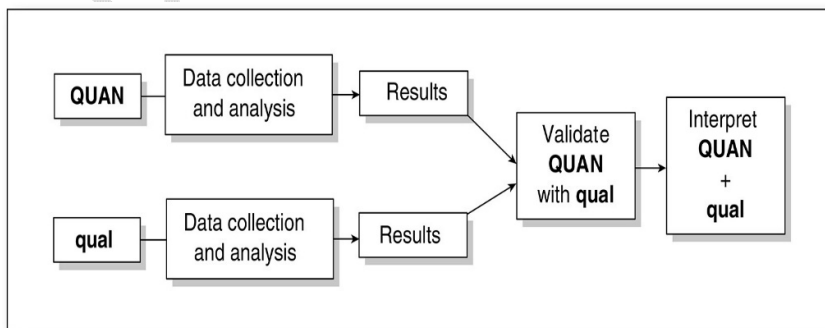 QUAN
Data collection
and analysis
Results
Validate
QUAN
with qual
Interpret
QUAN
+
qual
qual
Data collection
and analysis
Results